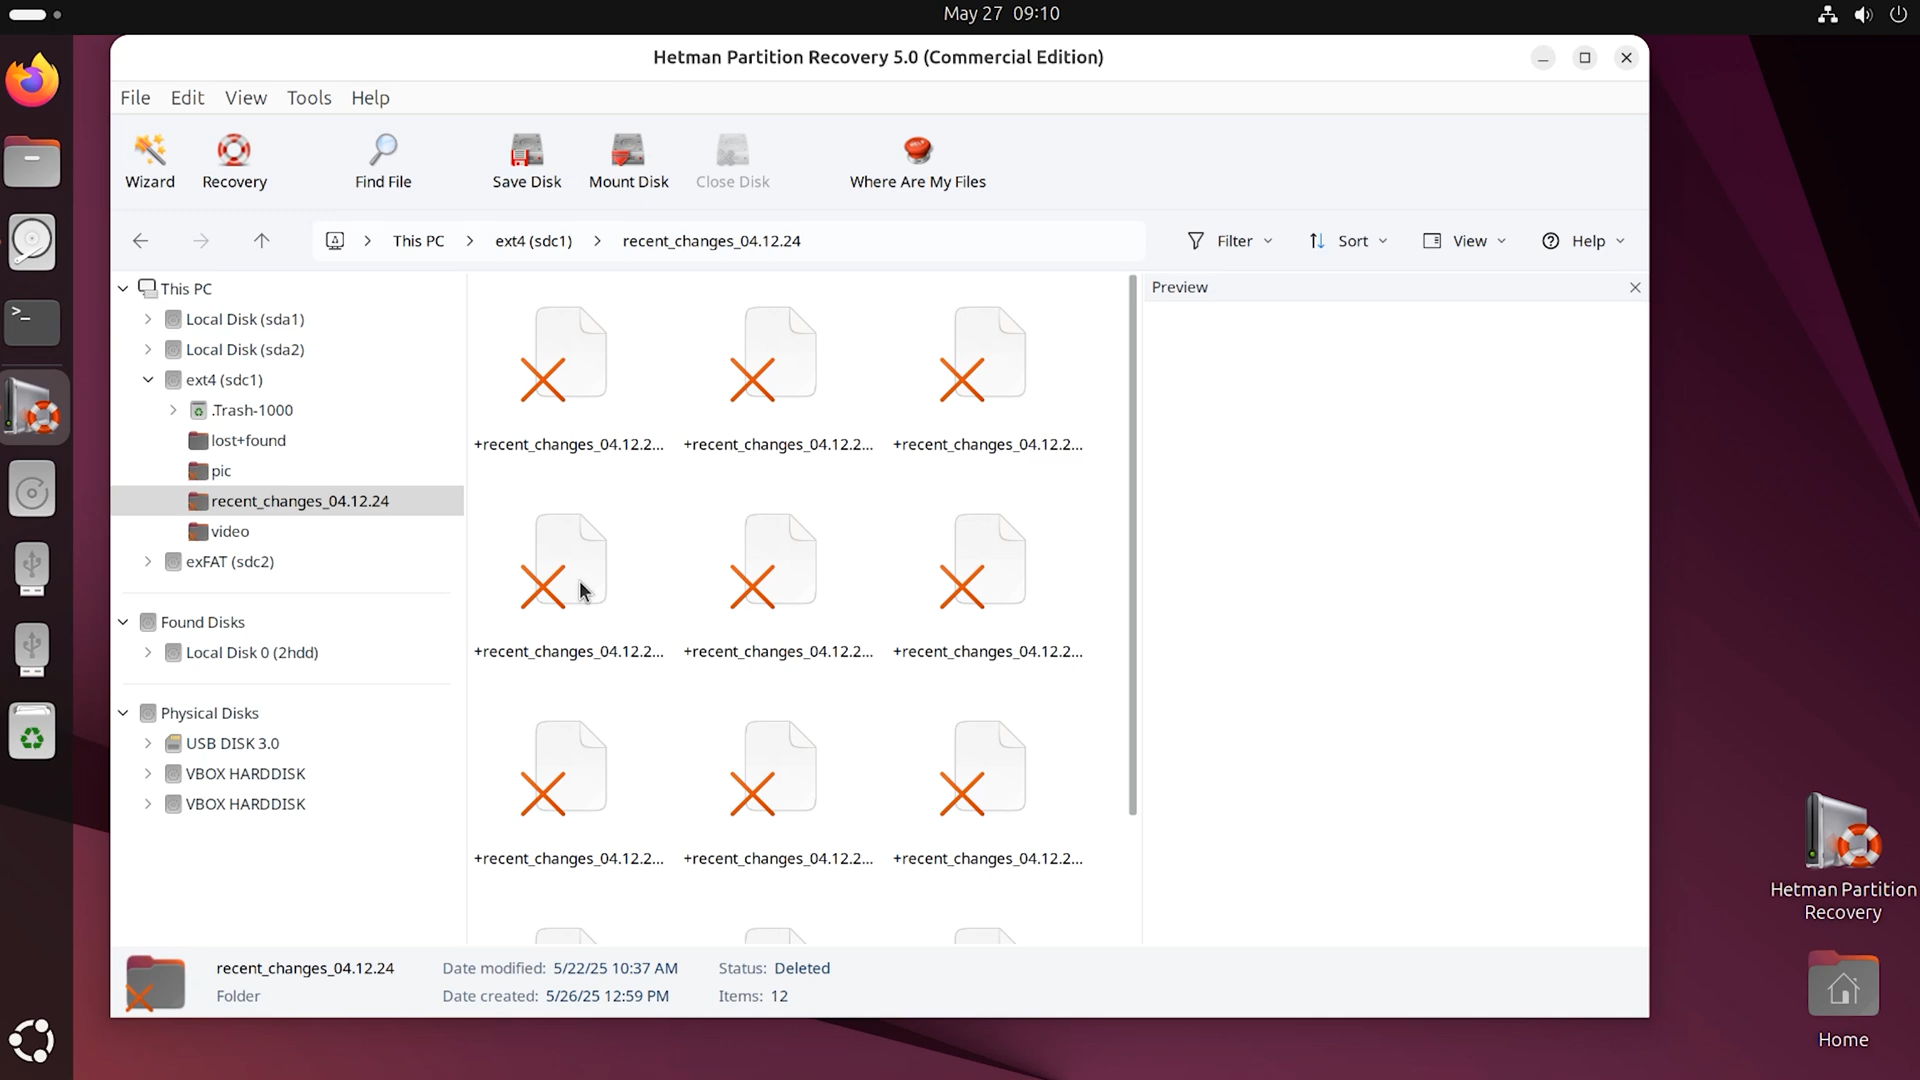 May 27 09:10
Hetman Partition Recovery 5.0 (Commercial Edition)
File Edit View Tools Help
Wizard Recovery Find File Save Disk Mount Disk Close Disk Where Are My Files
This PC ext4 (sdc1) recent_changes_04.12.24 Filter Sort View Help
This PC
Local Disk (sda1)
Local Disk (sda2)
ext4 (sdc1)
.Trash-1000
lost+found
pic
recent_changes_04.12.24
video
exFAT (sdc2)
Found Disks
Local Disk 0 (2hdd)
Physical Disks
USB DISK 3.0
VBOX HARDDISK
VBOX HARDDISK
+recent_changes_04.12.2... +recent_changes_04.12.2... +recent_changes_04.12.2...
+recent_changes_04.12.2... +recent_changes_04.12.2... +recent_changes_04.12.2...
+recent_changes_04.12.2... +recent_changes_04.12.2... +recent_changes_04.12.2...
Preview
recent_changes_04.12.24 Date modified: 5/22/25 10:37 AM Status: Deleted
Folder Date created: 5/26/25 12:59 PM Items: 12
Hetman Partition
Recovery
Home